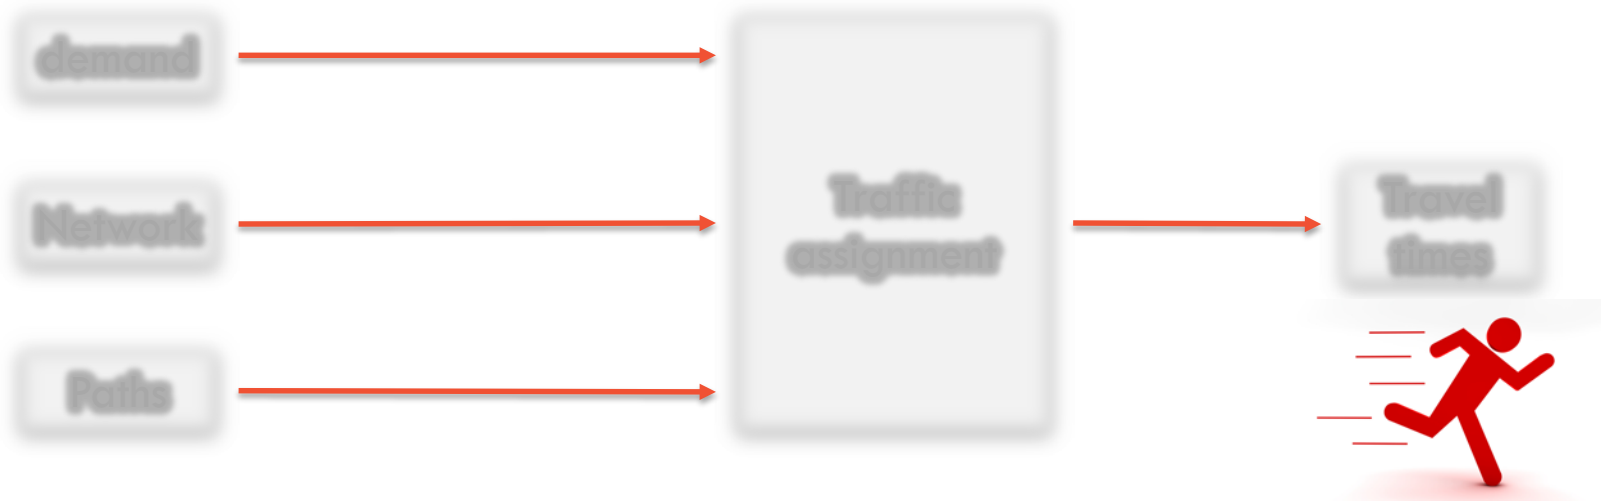 demand
Network
Paths
Traffic
assignment
Travel
times